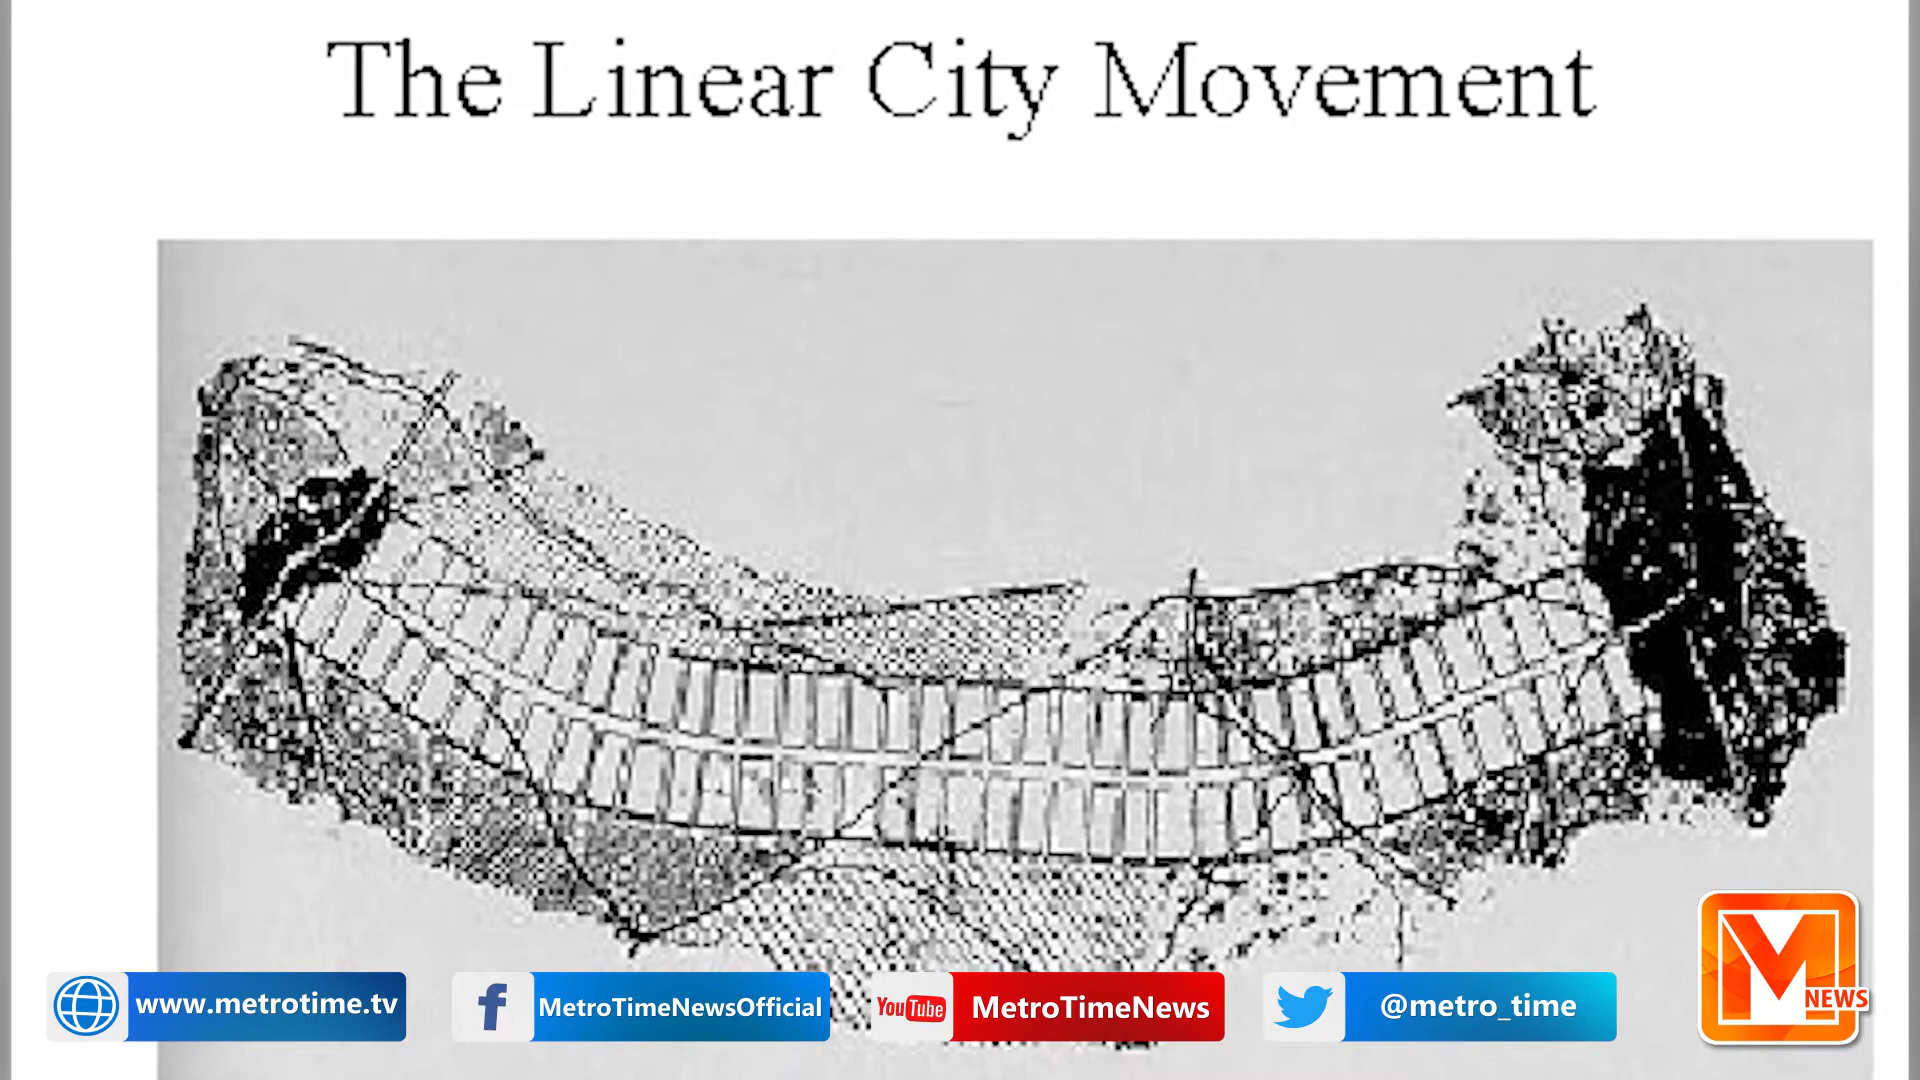 The Linear City Movement
www.metrotime.tv
f
MetroTimeNewsOfficial
YouTube
MetroTimeNews
@metro_time
M
NEWS